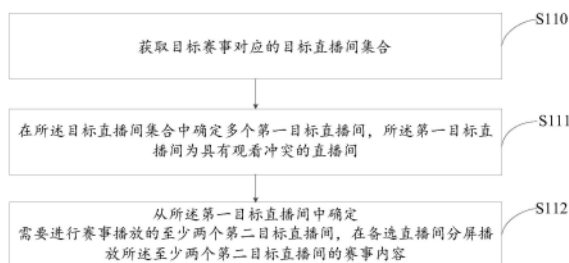 获取目标赛事对应的目标直播间集合
S110
在所述目标直播间集合中确定多个第一目标直播间，所述第一目标直
播间为具有观看冲突的直播间
S111
从所述第一目标直播间中确定
需要进行赛事播放的至少两个第二目标直播间，在备选直播间分屏播
放所述至少两个第二目标直播间的赛事内容
S112